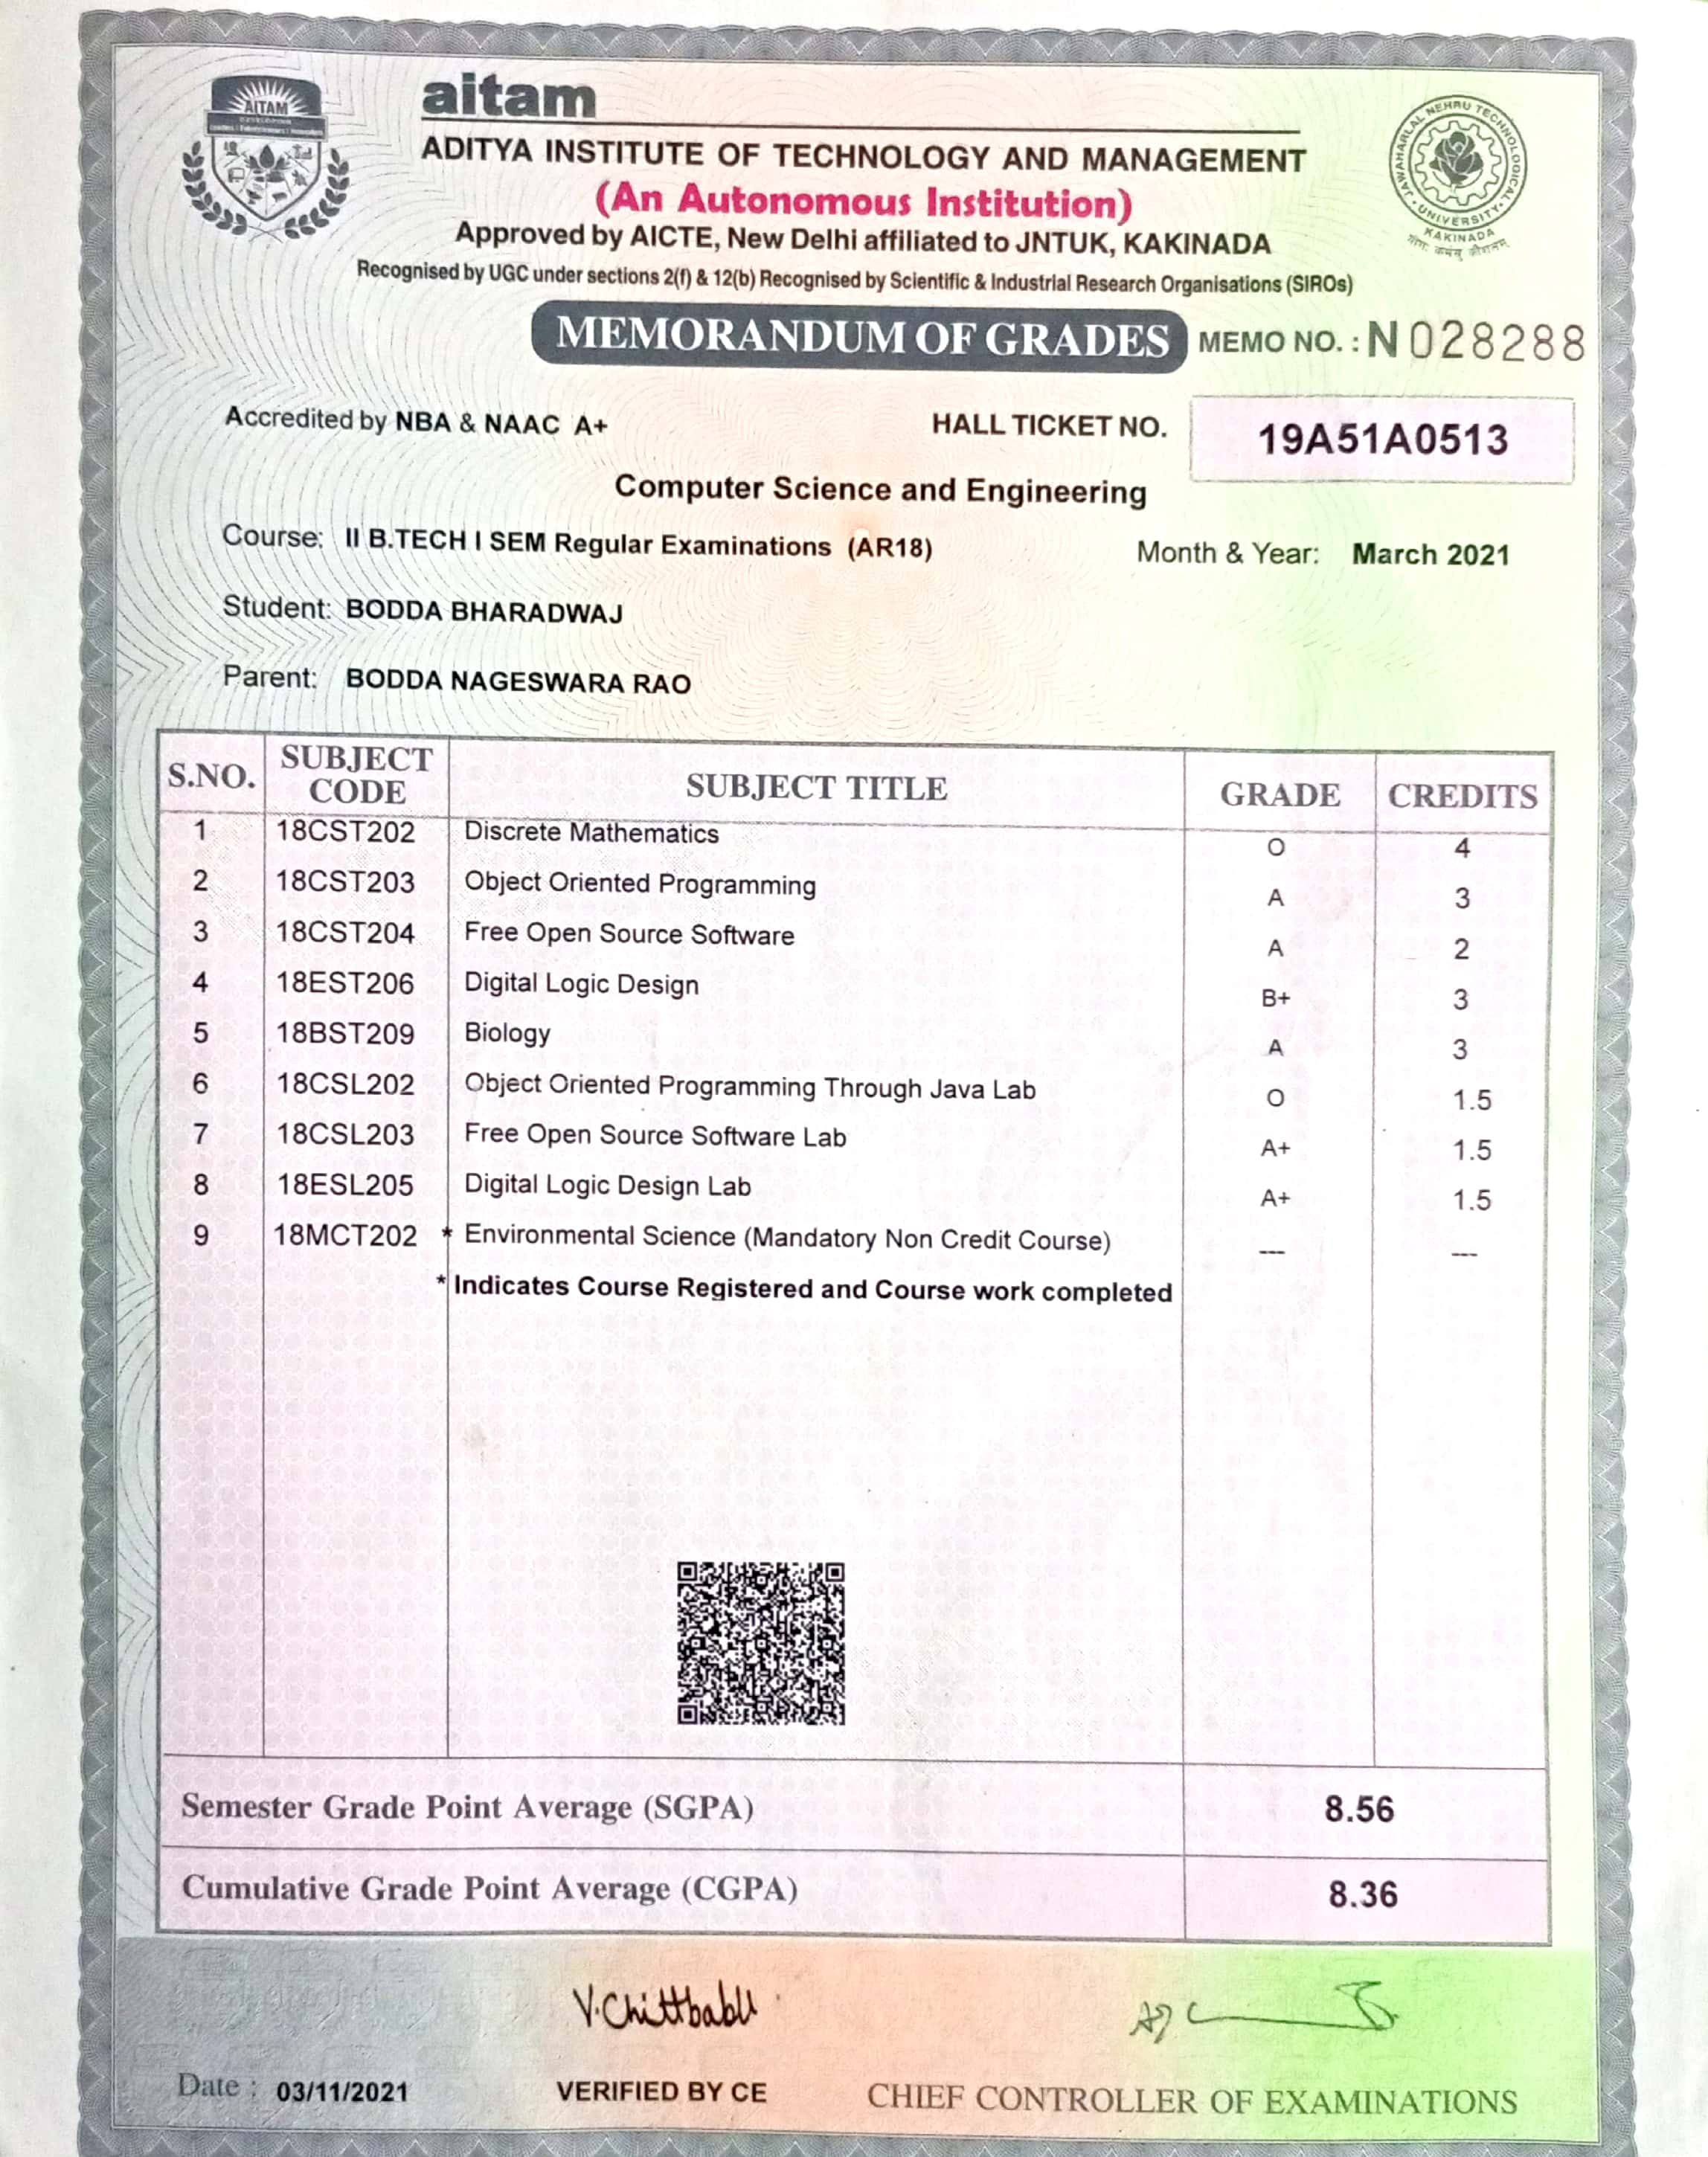 AITAM
aitam
ADITYA INSTITUTE OF TECHNOLOGY AND MANAGEMENT
(An Autonomous Institution)
Approved by AICTE, New Delhi affiliated to JNTUK, KAKINADA
Recognised by UGC under sections 2(f) & 12(b) Recognised by Scientific & Industrial Research Organisations (SIROs)
JAWAHARLAL NEHRU TECHNOLOGICAL UNIVERSITY
KAKINADA
MEMORANDUM OF GRADES MEMO NO. : N 028288
Accredited by NBA & NAAC A+ HALL TICKET NO. 19A51A0513
Computer Science and Engineering
Course: II B.TECH I SEM Regular Examinations (AR18) Month & Year: March 2021
Student: BODDA BHARADWAJ
Parent: BODDA NAGESWARA RAO
S.NO. SUBJECT CODE SUBJECT TITLE GRADE CREDITS
1 18CST202 Discrete Mathematics O 4
2 18CST203 Object Oriented Programming A 3
3 18CST204 Free Open Source Software A 2
4 18EST206 Digital Logic Design B+ 3
5 18BST209 Biology A 3
6 18CSL202 Object Oriented Programming Through Java Lab O 1.5
7 18CSL203 Free Open Source Software Lab A+ 1.5
8 18ESL205 Digital Logic Design Lab A+ 1.5
9 18MCT202 * Environmental Science (Mandatory Non Credit Course) --- ---
* Indicates Course Registered and Course work completed
Semester Grade Point Average (SGPA) 8.56
Cumulative Grade Point Average (CGPA) 8.36
V.Chittbabu
Date : 03/11/2021 VERIFIED BY CE CHIEF CONTROLLER OF EXAMINATIONS